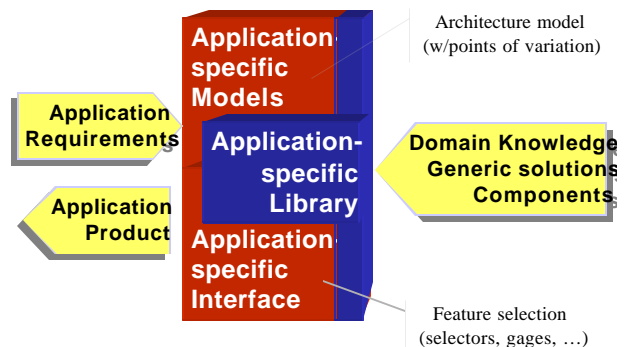 Application-
specific
Models
Architecture model
(w/points of variation)
Application
Requirements
Application-
specific
Library
Domain Knowledge
Generic solutions
Components
Application
Product
Application-
specific
Interface
Feature selection
(selectors, gages, …)